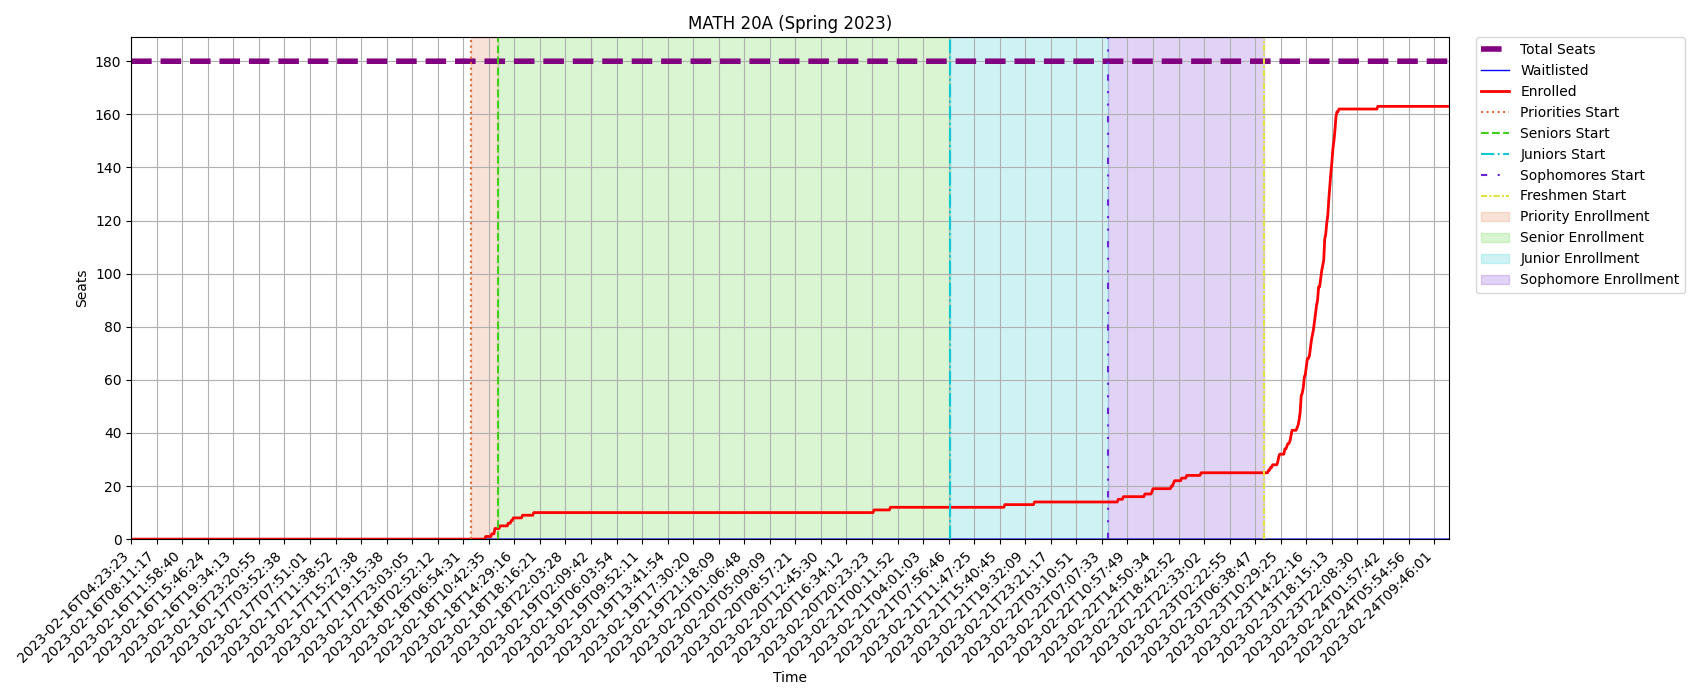 MATH 20A (Spring 2023)
Seats
180
160
140
120
100
80
60
40
20
0
2023-02-16T04:23:23
2023-02-16T08:11:17
2023-02-16T11:58:40
2023-02-16T15:46:24
2023-02-16T19:34:13
2023-02-16T23:20:55
2023-02-17T03:52:38
2023-02-17T07:51:01
2023-02-17T11:38:52
2023-02-17T15:27:38
2023-02-17T19:15:38
2023-02-17T23:03:05
2023-02-18T02:52:12
2023-02-18T06:54:31
2023-02-18T10:42:35
2023-02-18T14:29:16
2023-02-18T18:16:21
2023-02-18T22:03:28
2023-02-19T02:09:42
2023-02-19T06:03:54
2023-02-19T09:52:11
2023-02-19T13:41:54
2023-02-19T17:30:20
2023-02-19T21:18:09
2023-02-20T01:06:48
2023-02-20T05:09:09
2023-02-20T08:57:21
2023-02-20T12:45:30
2023-02-20T16:34:12
2023-02-20T20:23:23
2023-02-21T00:11:52
2023-02-21T04:01:03
2023-02-21T07:56:46
2023-02-21T11:47:25
2023-02-21T15:40:45
2023-02-21T19:32:09
2023-02-21T23:21:17
2023-02-22T03:10:51
2023-02-22T07:07:33
2023-02-22T10:57:49
2023-02-22T14:50:34
2023-02-22T18:42:52
2023-02-22T22:33:02
2023-02-23T02:22:55
2023-02-23T06:38:47
2023-02-23T10:29:25
2023-02-23T14:22:16
2023-02-23T18:15:13
2023-02-23T22:08:30
2023-02-24T01:57:42
2023-02-24T05:54:56
2023-02-24T09:46:01
Time
Total Seats
Waitlisted
Enrolled
Priorities Start
Seniors Start
Juniors Start
Sophomores Start
Freshmen Start
Priority Enrollment
Senior Enrollment
Junior Enrollment
Sophomore Enrollment